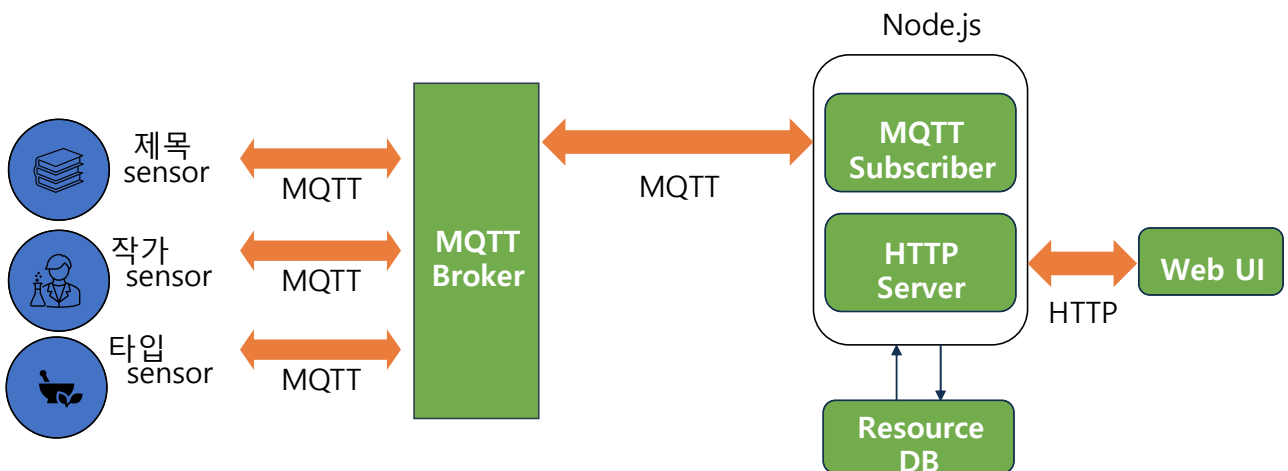 Node.js
제목
sensor
MQTT
작가
sensor
MQTT
타입
sensor
MQTT
MQTT
Broker
MQTT
MQTT
Subscriber
HTTP
Server
HTTP
Web UI
Resource
DB